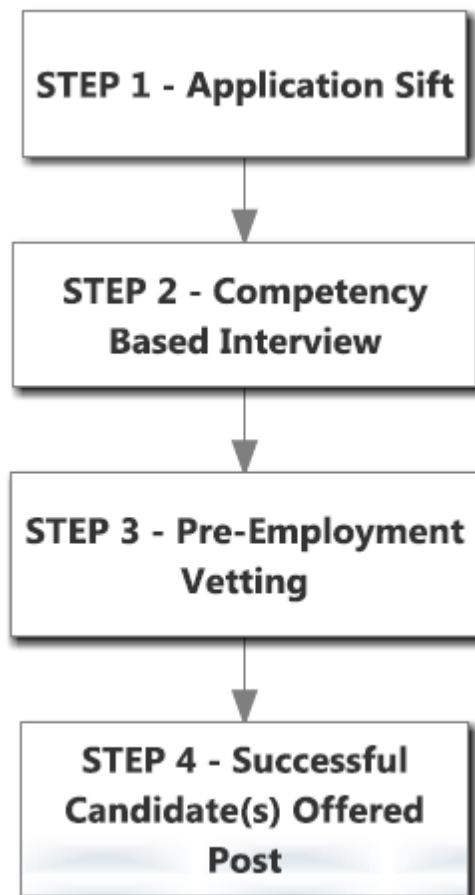 STEP 1 - Application Sift
STEP 2 - Competency
Based Interview
STEP 3 - Pre-Employment
Vetting
STEP 4 - Successful
Candidate(s) Offered
Post